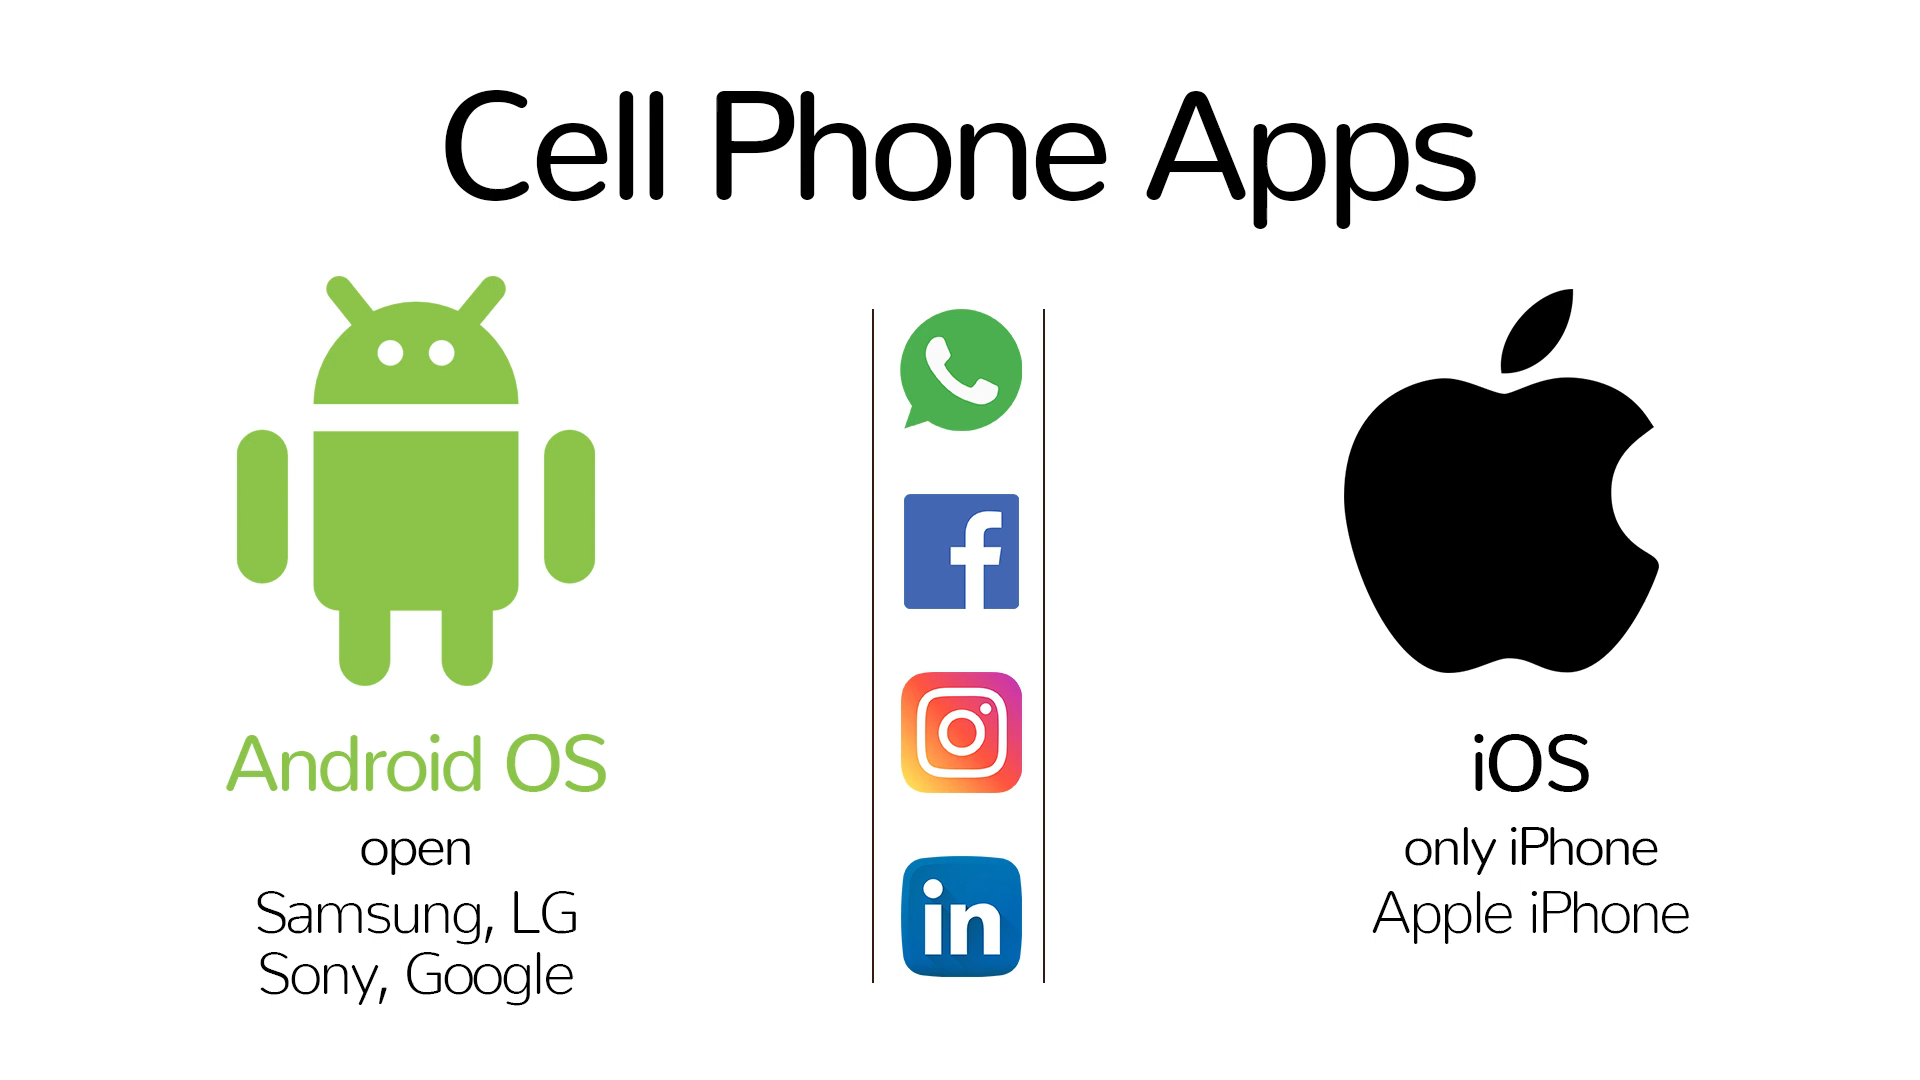 Cell Phone Apps
Android OS
open
Samsung, LG
Sony, Google
f
in
iOS
only iPhone
Apple iPhone